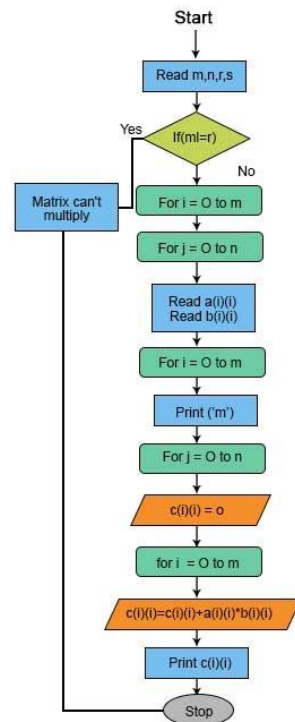 Start
Read m,n,r,s
Yes
If(ml=r)
No
Matrix can't
multiply
For i = O to m
For j = O to n
Read a(i)(i)
Read b(i)(i)
For i = O to m
Print ('m')
For j = O to n
c(i)(i) = o
for i = O to m
c(i)(i)=c(i)(i)+a(i)(i)*b(i)(i)
Print c(i)(i)
Stop